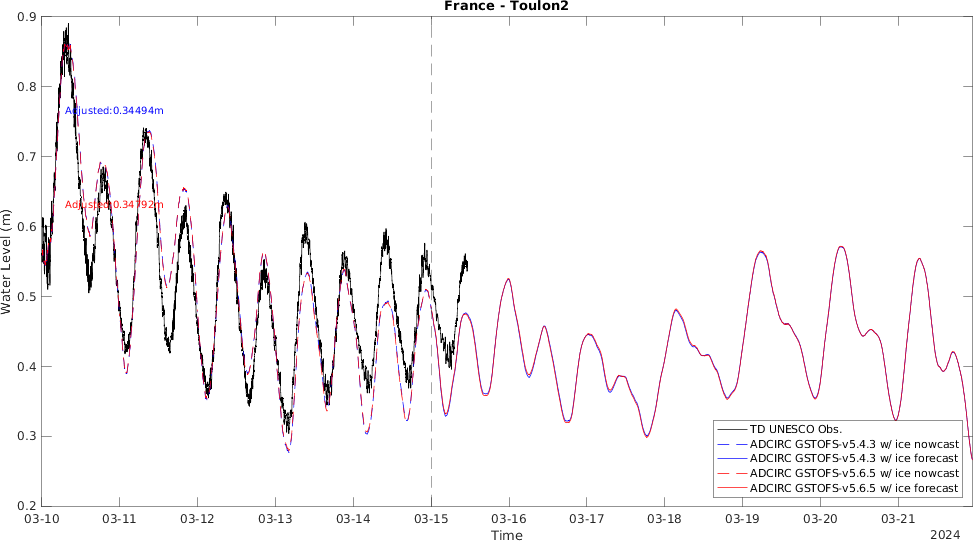 France - Toulon2
0.9
0.8
0.7
0.6
0.5
0.4
0.3
0.2
Water Level (m)
Adjusted:0.34494m
Adjusted:0.34792m
TD UNESCO Obs.
ADCIRC GSTOFS-v5.4.3 w/ ice nowcast
ADCIRC GSTOFS-v5.4.3 w/ ice forecast
ADCIRC GSTOFS-v5.6.5 w/ ice nowcast
ADCIRC GSTOFS-v5.6.5 w/ ice forecast
03-10 03-11 03-12 03-13 03-14 03-15 03-16 03-17 03-18 03-19 03-20 03-21
Time
2024